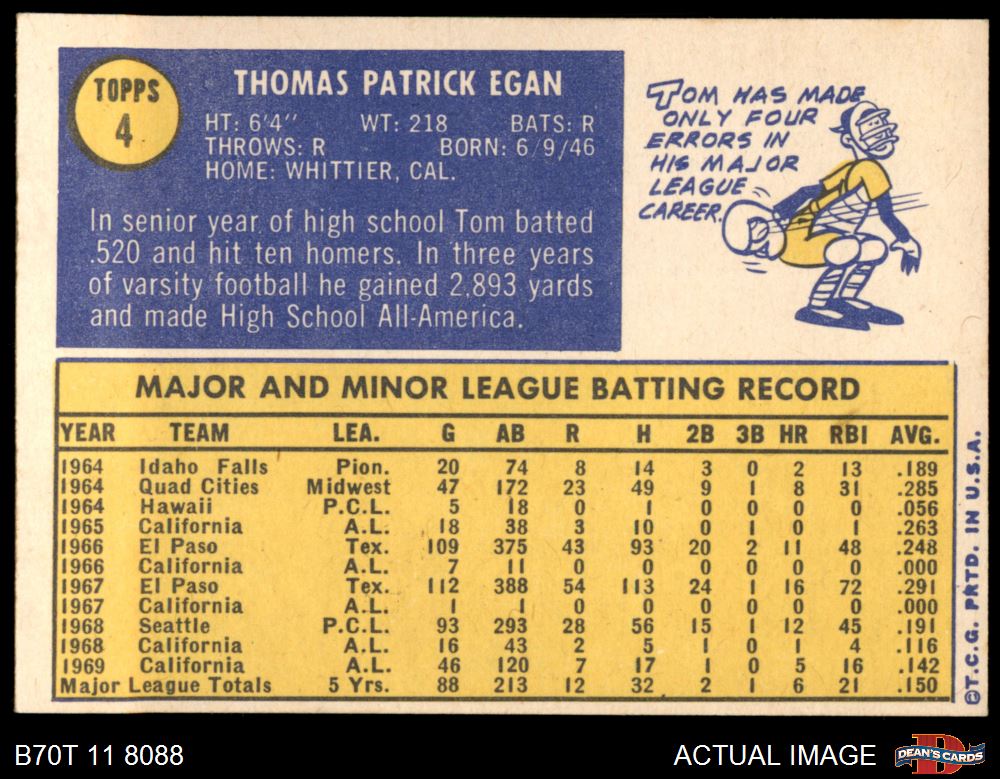 TOPPS
4
THOMAS PATRICK EGAN
HT: 6'4" WT: 218 BATS: R
THROWS: R BORN: 6/9/46
HOME: WHITTIER, CAL.
In senior year of high school Tom batted
.520 and hit ten homers. In three years
of varsity football he gained 2,893 yards
and made High School All-America.
TOM HAS MADE
ONLY FOUR
ERRORS IN
HIS MAJOR
LEAGUE
CAREER.
MAJOR AND MINOR LEAGUE BATTING RECORD
YEAR TEAM LEA. G AB R H 2B 3B HR RBI AVG.
1964 Idaho Falls Pion. 20 74 8 14 3 0 2 13 .189
1964 Quad Cities Midwest 47 172 23 49 9 1 8 31 .285
1964 Hawaii P.C.L. 5 18 0 1 0 0 0 0 .056
1965 California A.L. 18 38 3 10 0 1 0 1 .263
1966 El Paso Tex. 109 375 43 93 20 2 11 48 .248
1966 California A.L. 7 11 0 0 0 0 0 0 .000
1967 El Paso Tex. 112 388 54 113 24 1 16 72 .291
1967 California A.L. 1 1 0 0 0 0 0 0 .000
1968 Seattle P.C.L. 93 293 28 56 15 1 12 45 .191
1968 California A.L. 16 43 2 5 1 0 1 4 .116
1969 California A.L. 46 120 7 17 1 0 5 16 .142
Major League Totals 5 Yrs. 88 213 12 32 2 1 6 21 .150
©T.C.G. PRTD. IN U.S.A.
B70T 11 8088
ACTUAL IMAGE
DEAN'S CARDS